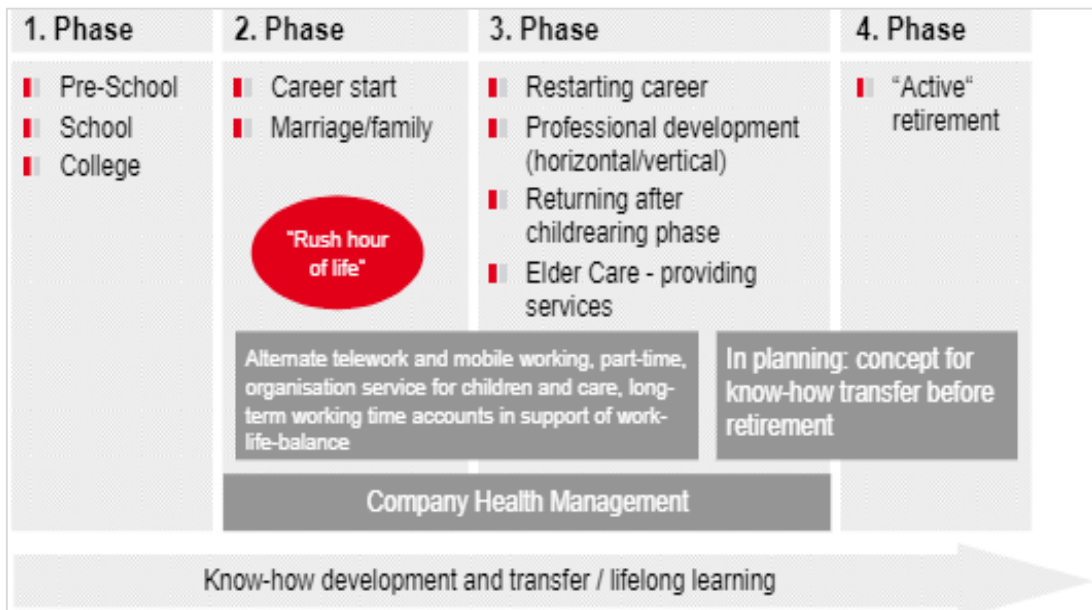 1. Phase
Pre-School
School
College
2. Phase
Career start
Marriage/family
"Rush hour
of life"
3. Phase
Restarting career
Professional development
(horizontal/vertical)
Returning after
childrearing phase
Elder Care - providing
services
4. Phase
“Active“
retirement
Alternate telework and mobile working, part-time,
organisation service for children and care, long-
term working time accounts in support of work-
life-balance
In planning: concept for
know-how transfer before
retirement
Company Health Management
Know-how development and transfer / lifelong learning